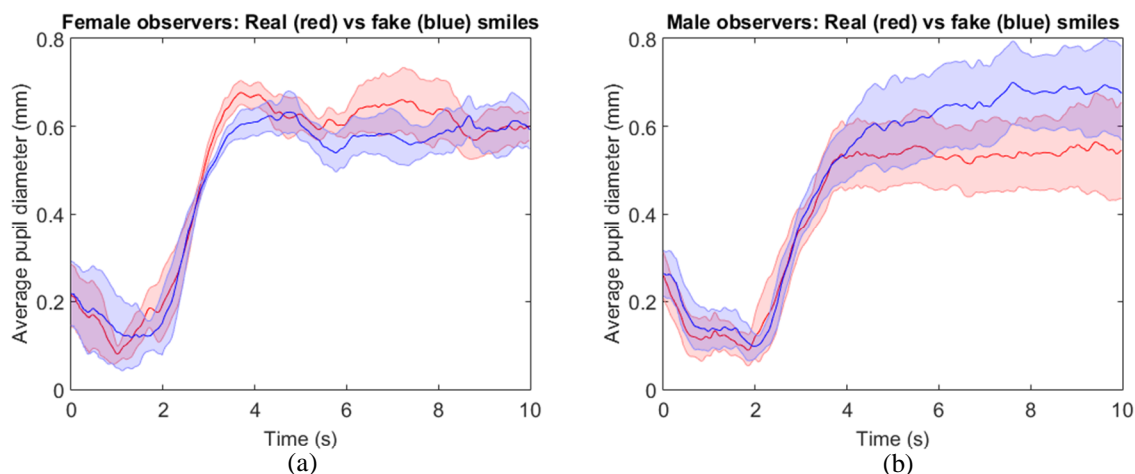 Female observers: Real (red) vs fake (blue) smiles
0.8
0.6
0.4
0.2
0
Average pupil diameter (mm)
0 2 4 6 8 10
Time (s)
(a)
Male observers: Real (red) vs fake (blue) smiles
0.8
0.6
0.4
0.2
0
Average pupil diameter (mm)
0 2 4 6 8 10
Time (s)
(b)